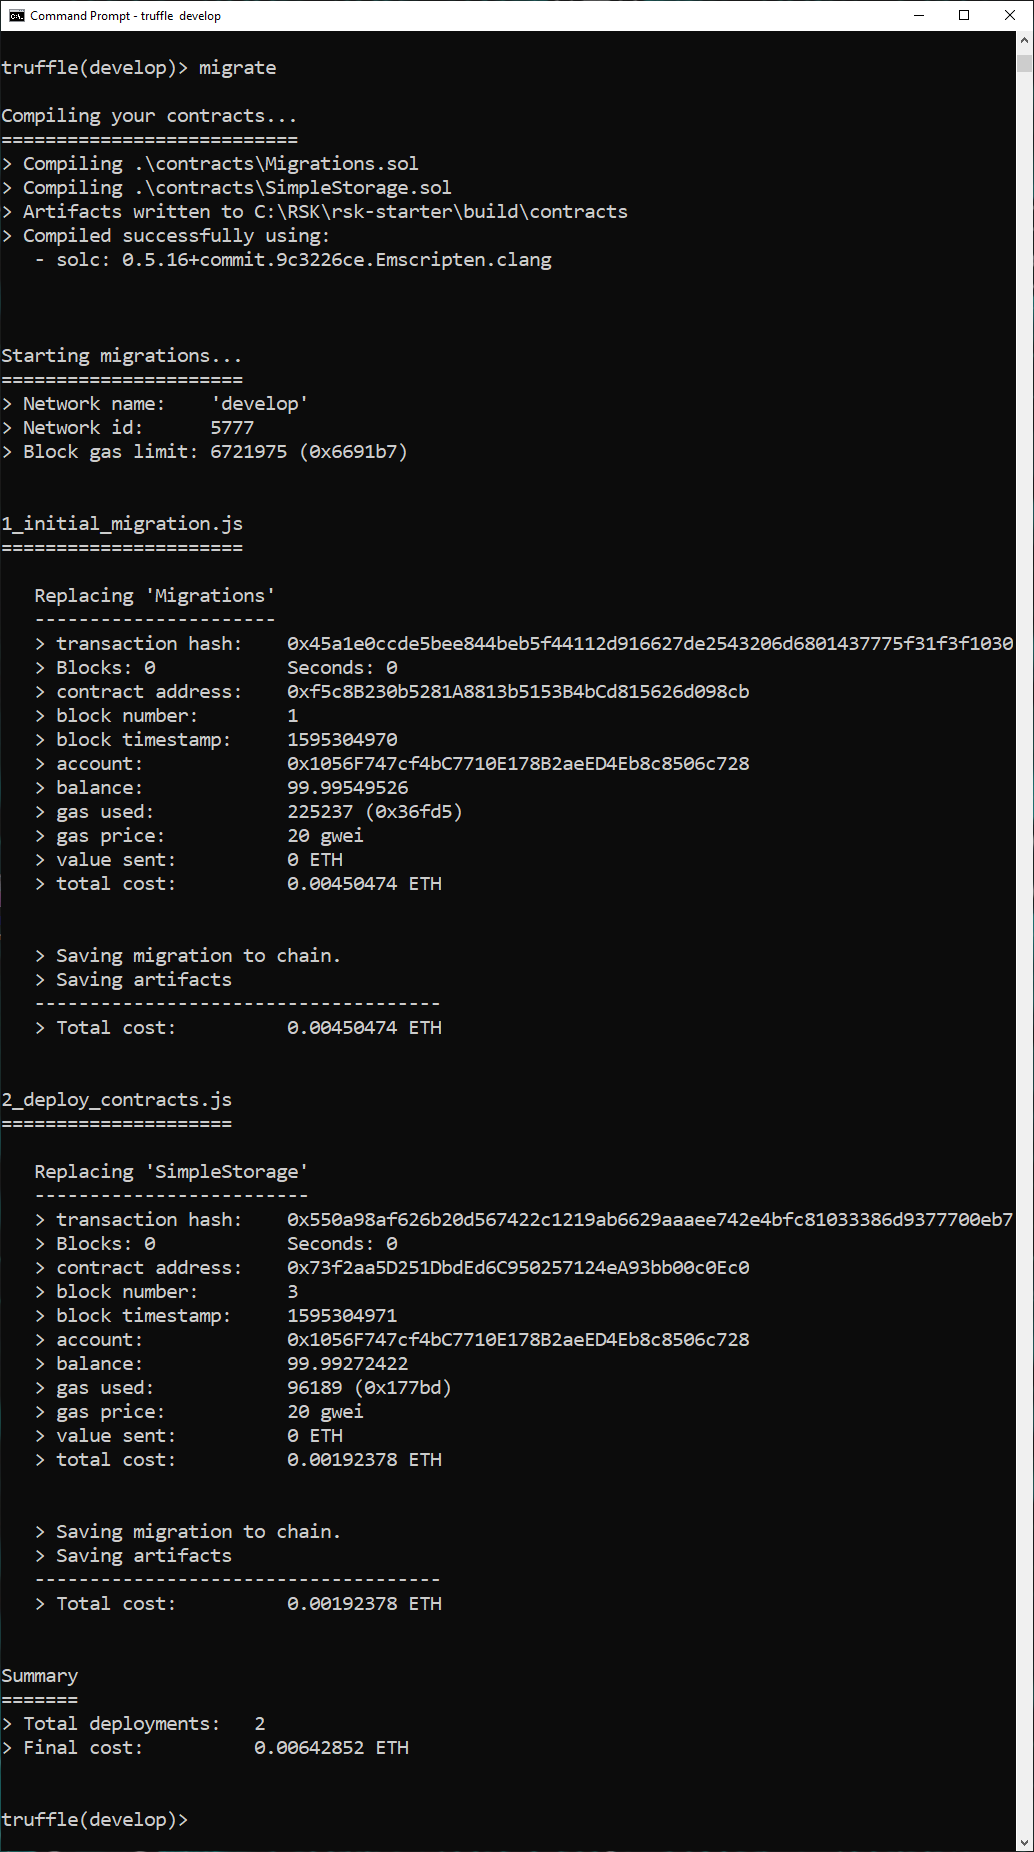 Command Prompt - truffle  develop
truffle(develop)> migrate
Compiling your contracts...
===========================
> Compiling .\contracts\Migrations.sol
> Compiling .\contracts\SimpleStorage.sol
> Artifacts written to C:\RSK\rsk-starter\build\contracts
> Compiled successfully using:
   - solc: 0.5.16+commit.9c3226ce.Emscripten.clang
Starting migrations...
======================
> Network name:    'develop'
> Network id:      5777
> Block gas limit: 6721975 (0x6691b7)
1_initial_migration.js
======================
   Replacing 'Migrations'
   ----------------------
   > transaction hash:    0x45a1e0ccde5bee844beb5f44112d916627de2543206d6801437775f31f3f1030
   > Blocks: 0            Seconds: 0
   > contract address:    0xf5c8B230b5281A8813b5153B4bCd815626d098cb
   > block number:        1
   > block timestamp:     1595304970
   > account:             0x1056F747cf4bC7710E178B2aeED4Eb8c8506c728
   > balance:             99.99549526
   > gas used:            225237 (0x36fd5)
   > gas price:           20 gwei
   > value sent:          0 ETH
   > total cost:          0.00450474 ETH
   > Saving migration to chain.
   > Saving artifacts
   -------------------------------------
   > Total cost:          0.00450474 ETH
2_deploy_contracts.js
=====================
   Replacing 'SimpleStorage'
   -------------------------
   > transaction hash:    0x550a98af626b20d567422c1219ab6629aaaee742e4bfc81033386d9377700eb7
   > Blocks: 0            Seconds: 0
   > contract address:    0x73f2aa5D251DbdEd6C950257124eA93bb00c0Ec0
   > block number:        3
   > block timestamp:     1595304971
   > account:             0x1056F747cf4bC7710E178B2aeED4Eb8c8506c728
   > balance:             99.99272422
   > gas used:            96189 (0x177bd)
   > gas price:           20 gwei
   > value sent:          0 ETH
   > total cost:          0.00192378 ETH
   > Saving migration to chain.
   > Saving artifacts
   -------------------------------------
   > Total cost:          0.00192378 ETH
Summary
=======
> Total deployments:   2
> Final cost:          0.00642852 ETH
truffle(develop)>